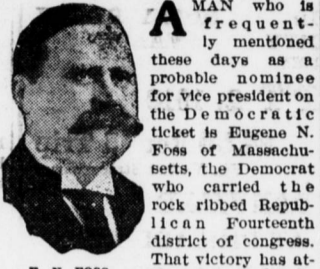 A MAN who is
frequent-
ly mentioned
these days as a
probable nominee
for vice president on
the Democratic
ticket is Eugene N.
Foss of Massachu-
setts, the Democrat
who carried the
rock ribbed Repub-
lican Fourteenth
district of congress.
That victory has at-